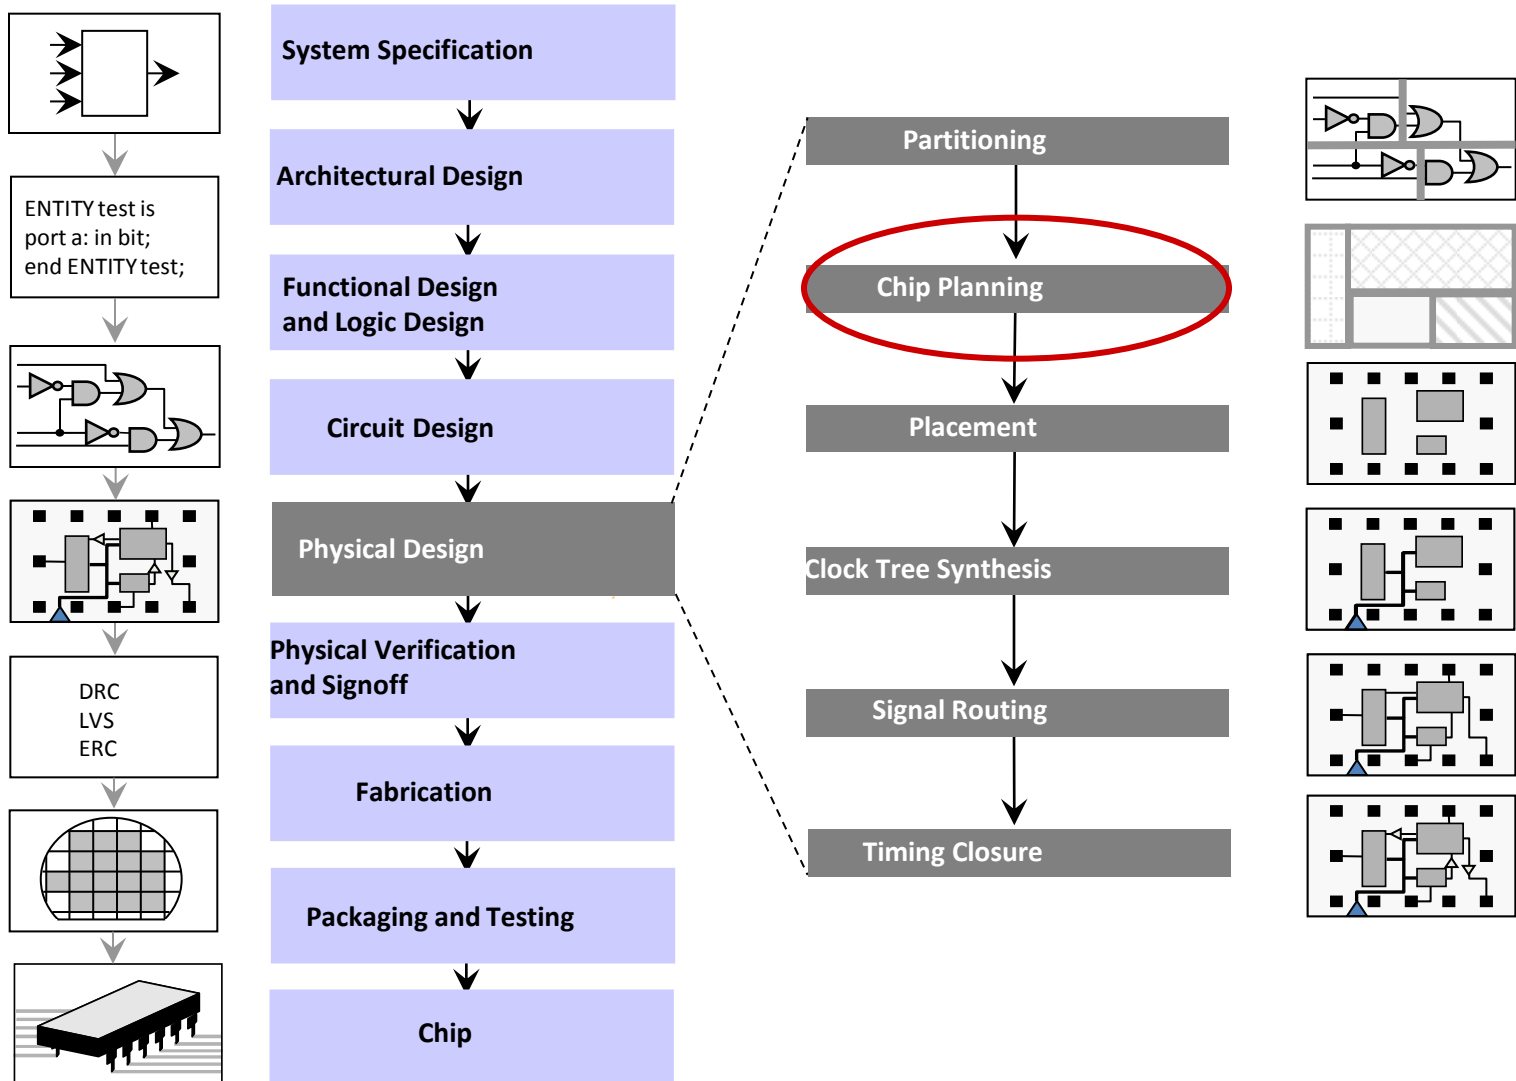 System Specification
Architectural Design
ENTITY test is
port a: in bit;
end ENTITY test;
Functional Design
and Logic Design
Circuit Design
Physical Design
Physical Verification
and Signoff
DRC
LVS
ERC
Fabrication
Packaging and Testing
Chip
Partitioning
Chip Planning
Placement
Clock Tree Synthesis
Signal Routing
Timing Closure